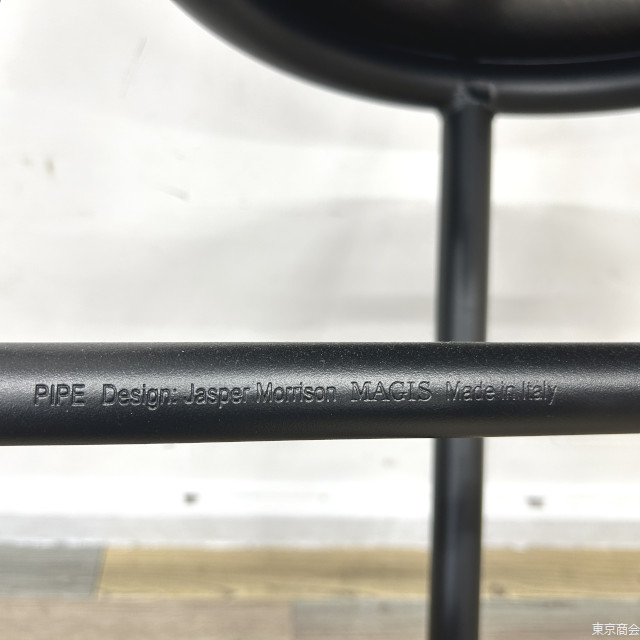 PIPE Design: Jasper Morrison MAGIS Made in Italy
東京商会